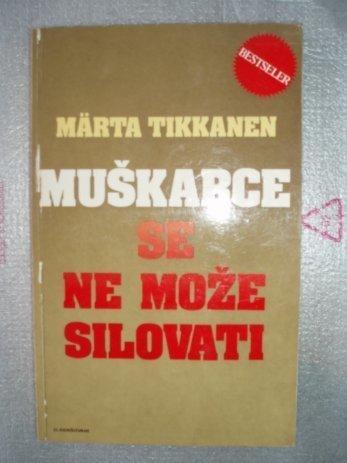 BESTSELER
MÄRTA TIKKANEN
MUŠKARCE
SE
NE MOŽE
SILOVATI